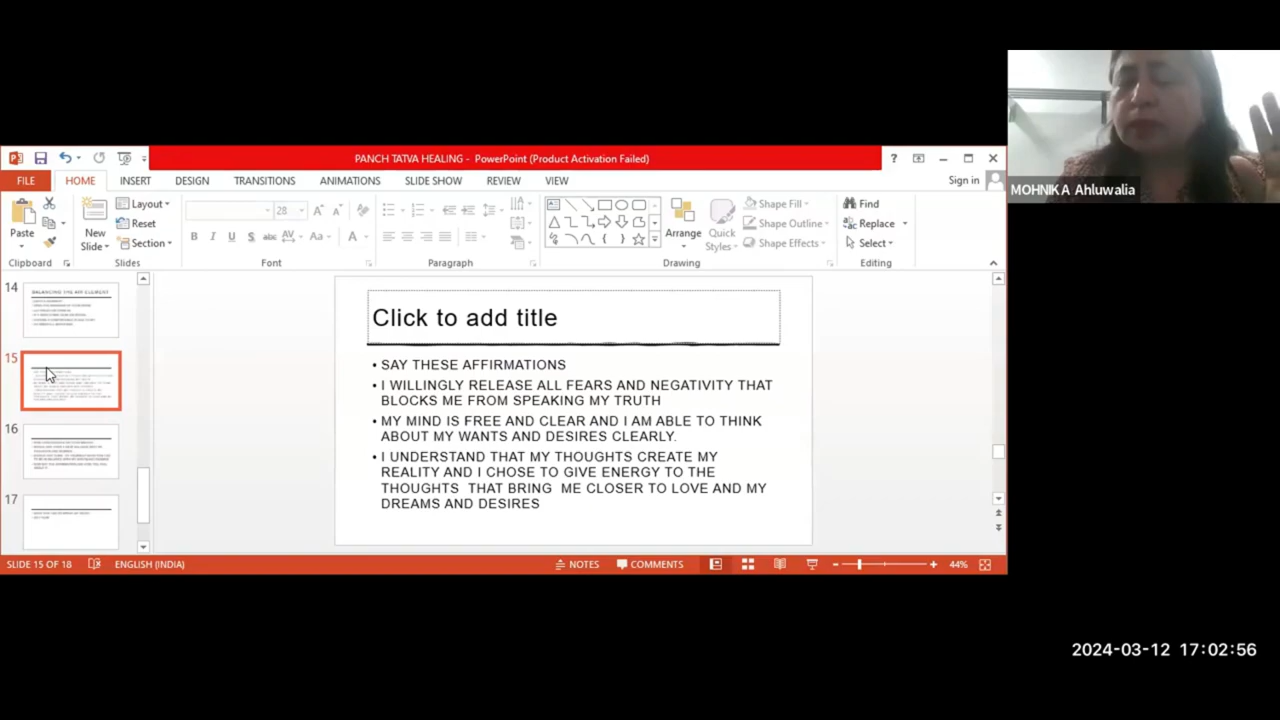 PANCH TATVA HEALING - PowerPoint (Product Activation Failed)
FILE HOME INSERT DESIGN TRANSITIONS ANIMATIONS SLIDE SHOW REVIEW VIEW Sign in
Paste
Clipboard
New
Slide
Layout
Reset
Section
Slides
28
B I U S abc AV Aa A
Font
Paragraph
Arrange
Quick
Styles
Shape Fill
Shape Outline
Shape Effects
Drawing
Find
Replace
Select
Editing
MOHNIKA Ahluwalia
14
15
16
17
Click to add title
• SAY THESE AFFIRMATIONS
• I WILLINGLY RELEASE ALL FEARS AND NEGATIVITY THAT
BLOCKS ME FROM SPEAKING MY TRUTH
• MY MIND IS FREE AND CLEAR AND I AM ABLE TO THINK
ABOUT MY WANTS AND DESIRES CLEARLY.
• I UNDERSTAND THAT MY THOUGHTS CREATE MY
REALITY AND I CHOSE TO GIVE ENERGY TO THE
THOUGHTS THAT BRING ME CLOSER TO LOVE AND MY
DREAMS AND DESIRES
SLIDE 15 OF 18 ENGLISH (INDIA) NOTES COMMENTS 44%
2024-03-12 17:02:56